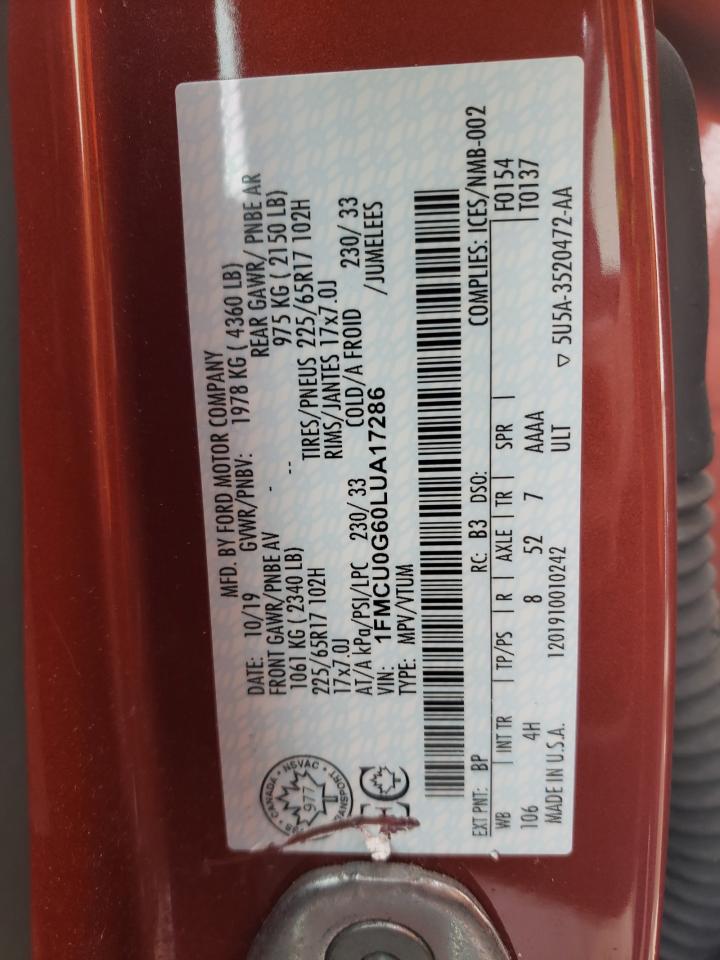 MFD. BY FORD MOTOR COMPANY
DATE: 10/19 GVWR/PNBV: 1978 KG ( 4360 LB)
FRONT GAWR/PNBE AV - REAR GAWR/ PNBE AR
1061 KG ( 2340 LB) -- 975 KG ( 2150 LB)
225/65R17 102H TIRES/PNEUS 225/65R17 102H
17x7.0J RIMS/JANTES 17x7.0J
AT/A kPa/PSI/LPC 230/ 33 COLD/A FROID 230/ 33
VIN: 1FMCU0G60LUA17286 /JUMELEES
TYPE: MPV/VTUM
CANADA · NSVAC
977
TRANSPORT
EXT PNT: BP RC: B3 DSO: COMPLIES: ICES/NMB-002
WB | INT TR | TP/PS | R | AXLE | TR | SPR | F0154
106 4H 8 52 7 AAAA T0137
ULT
MADE IN U.S.A. 1201910010242 ▽ 5U5A-3520472-AA